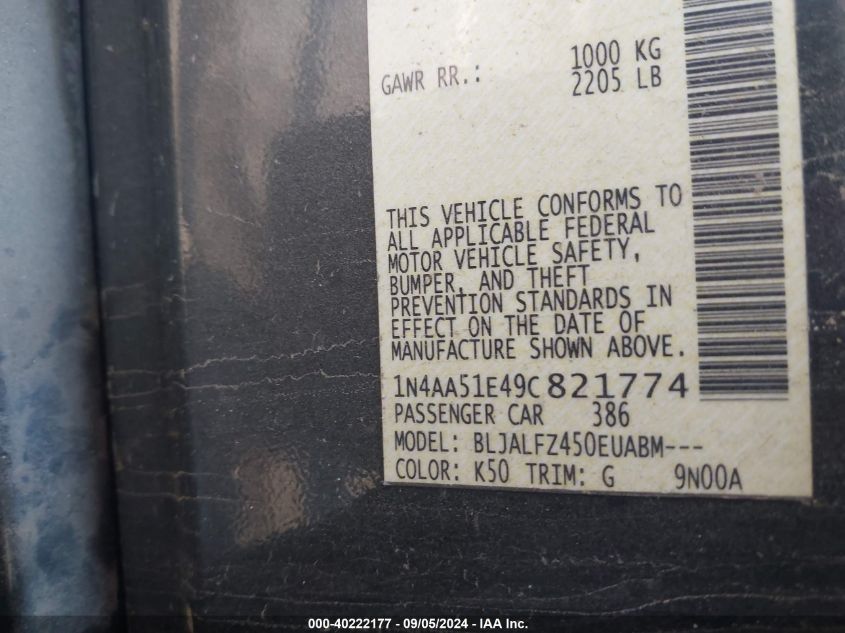 1000 KG
GAWR RR.: 2205 LB
THIS VEHICLE CONFORMS TO
ALL APPLICABLE FEDERAL
MOTOR VEHICLE SAFETY,
BUMPER, AND THEFT
PREVENTION STANDARDS IN
EFFECT ON THE DATE OF
MANUFACTURE SHOWN ABOVE.
1N4AA51E49C821774
PASSENGER CAR 386
MODEL: BLJALFZ450EUABM---
COLOR: K50 TRIM: G 9N00A
000-40222177 - 09/05/2024 - IAA Inc.